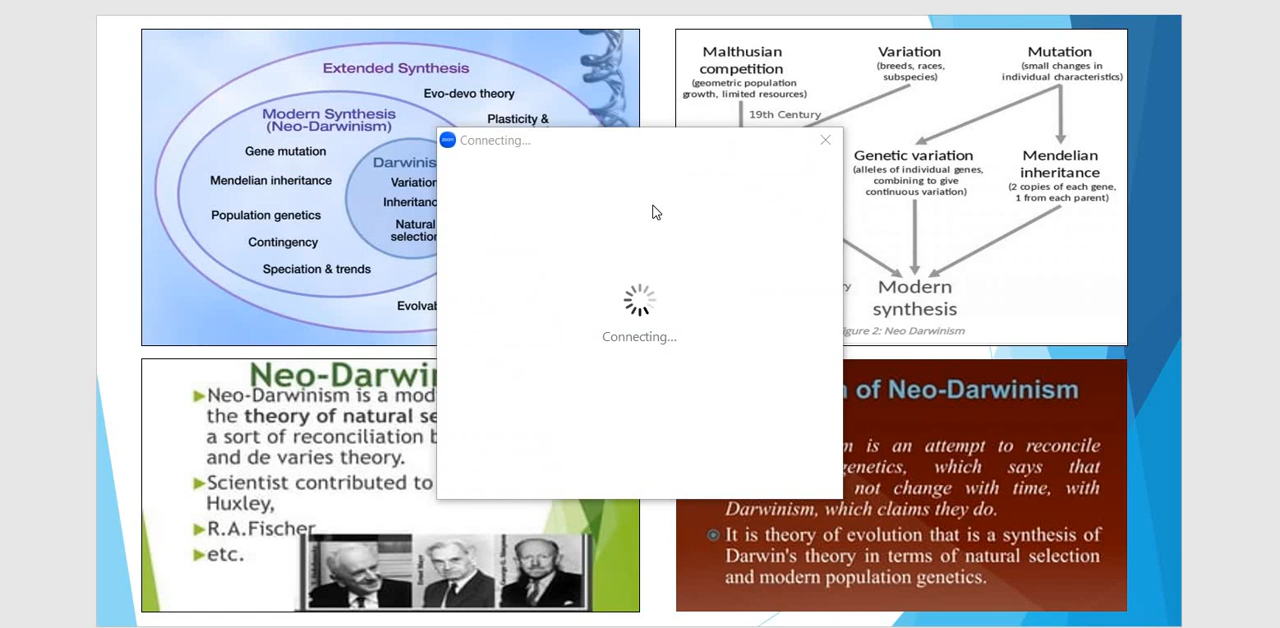 Extended Synthesis
Evo-devo theory
Plasticity &
Modern Synthesis
(Neo-Darwinism)
Gene mutation
Mendelian inheritance
Population genetics
Contingency
Speciation & trends
Darwinis
Variation
Inheritanc
Natural
selection
Evolvab
Malthusian
competition
(geometric population
growth, limited resources)
Variation
(breeds, races,
subspecies)
Mutation
(small changes in
individual characteristics)
19th Century
Genetic variation
(alleles of individual genes,
combining to give
continuous variation)
Mendelian
inheritance
(2 copies of each gene,
1 from each parent)
Modern
synthesis
igure 2: Neo Darwinism
zoom
Connecting...
Connecting...
Neo-Darwin
►Neo-Darwinism is a mod
the theory of natural se
a sort of reconciliation b
and de varies theory.
►Scientist contributed to
Huxley,
►R.A.Fischer
►etc.
of Neo-Darwinism
m is an attempt to reconcile
genetics, which says that
not change with time, with
Darwinism, which claims they do.
It is theory of evolution that is a synthesis of
Darwin's theory in terms of natural selection
and modern population genetics.